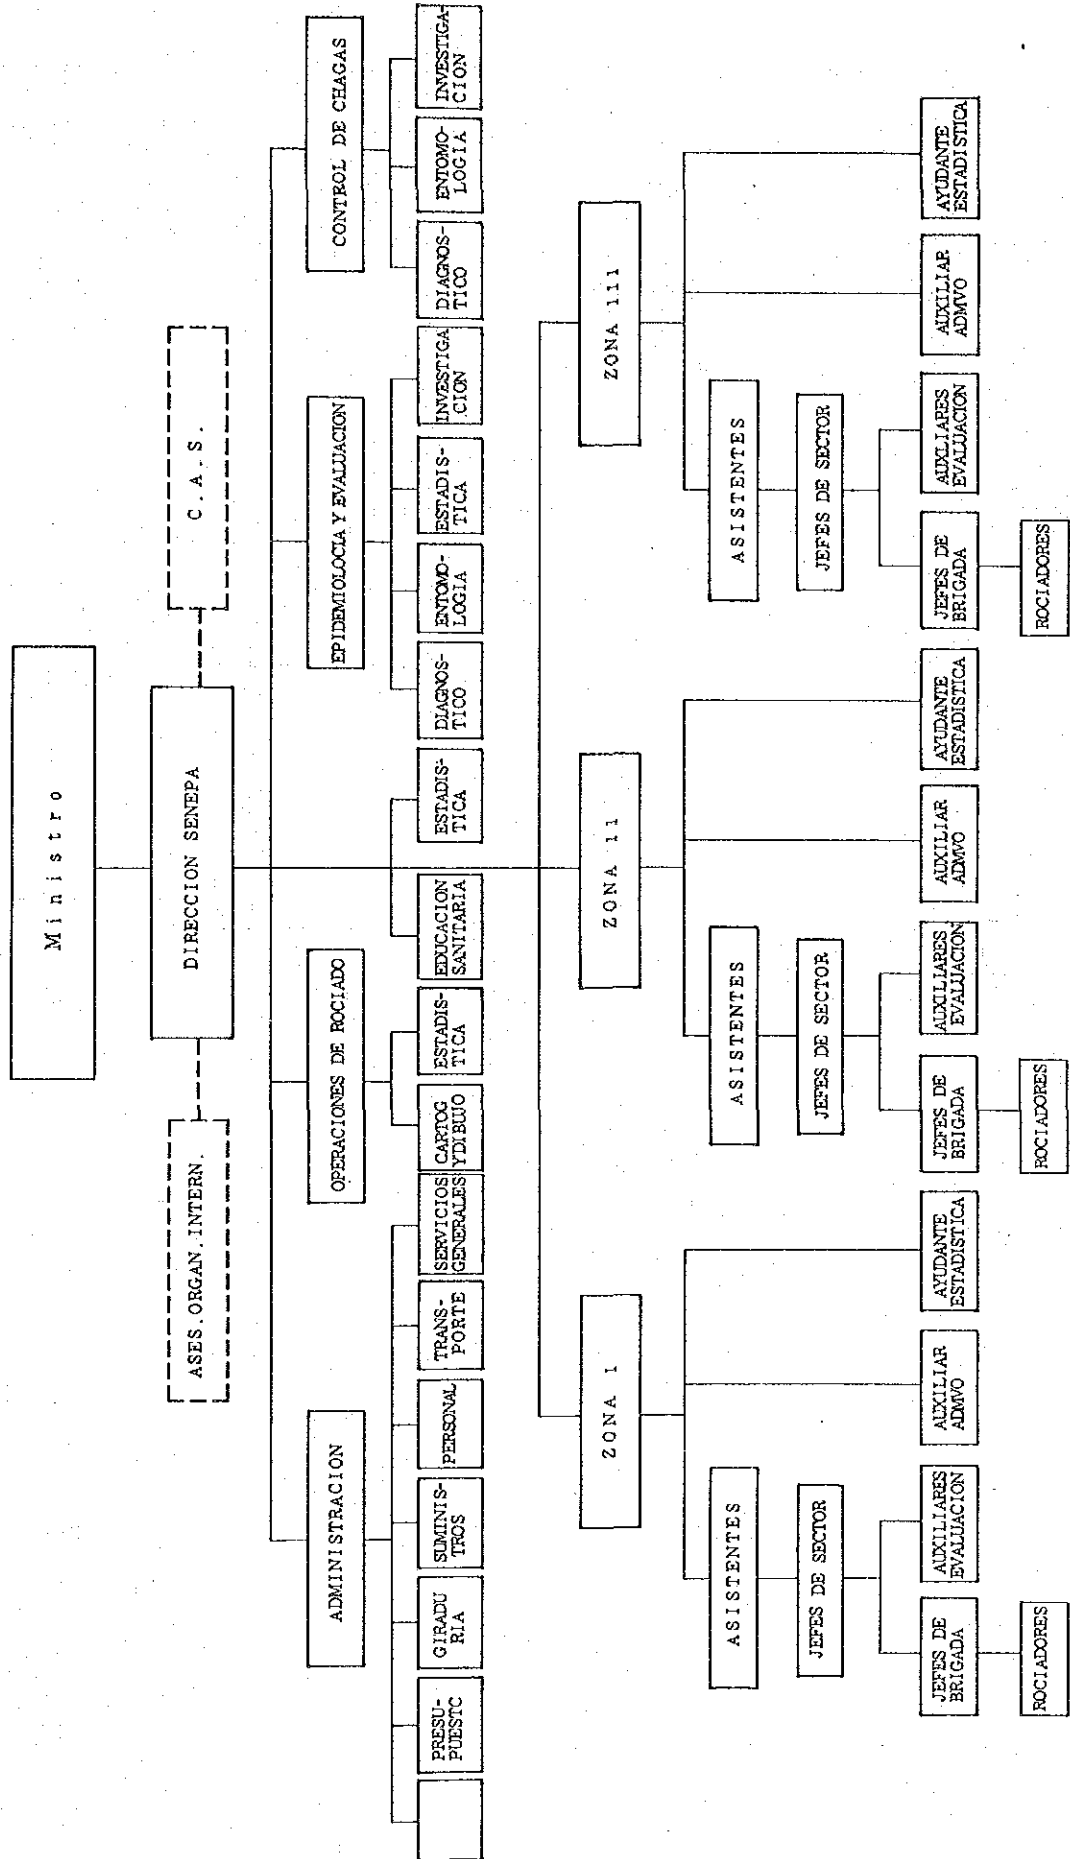 Ministro
ASES.ORGAN.INTERN.
DIRECCION SENEPA
C.A.S.
ADMINISTRACION
OPERACIONES DE ROCIADO
EPIDEMIOLOCIA Y EVALUACION
CONTROL DE CHAGAS
PRESU-
PUESTC
GIRADU
RIA
SUMINIS-
TROS
PERSONAL
TRANS-
PORTE
SERVICIOS
GENERALES
CARTOG
YDIBUJO
ESTADIS-
TICA
EDUCACION
SANITARIA
ESTADIS-
TICA
DIAGNOS-
TICO
ENTOMO-
LOGIA
ESTADIS-
TICA
INVESTIGA
CION
DIAGNOS-
TICO
ENTOMO-
LOGIA
INVESTIGA-
CION
ZONA 1
ZONA 11
ZONA 111
ASISTENTES
ASISTENTES
ASISTENTES
JEFES DE SECTOR
JEFES DE SECTOR
JEFES DE SECTOR
JEFES DE
BRIGADA
AUXILIARES
EVALUACION
AUXILIAR
ADMVO
AYUDANTE
ESTADISTICA
JEFES DE
BRIGADA
AUXILIARES
EVALUACION
AUXILIAR
ADMVO
AYUDANTE
ESTADISTICA
JEFES DE
BRIGADA
AUXLIARES
EVALUACION
AUXILIAR
ADMVO
AYUDANTE
ESTADISTICA
ROCIADORES
ROCIADORES
ROCIADORES